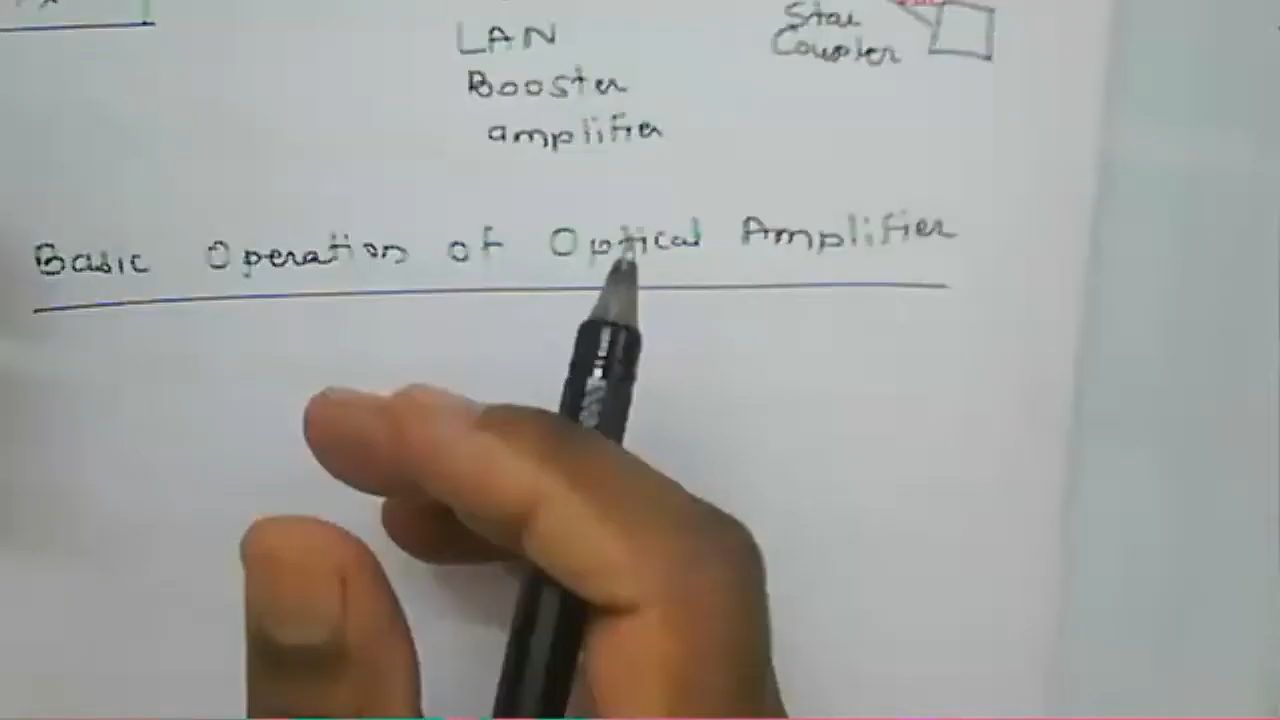 LAN
Booster
amplifier
Star
Coupler
Basic Operation of Optical Amplifier